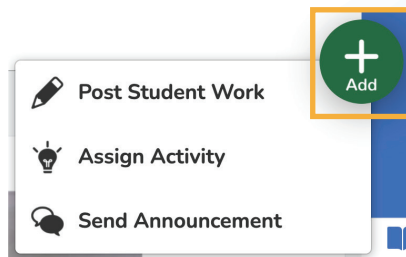 Add
Post Student Work
Assign Activity
Send Announcement